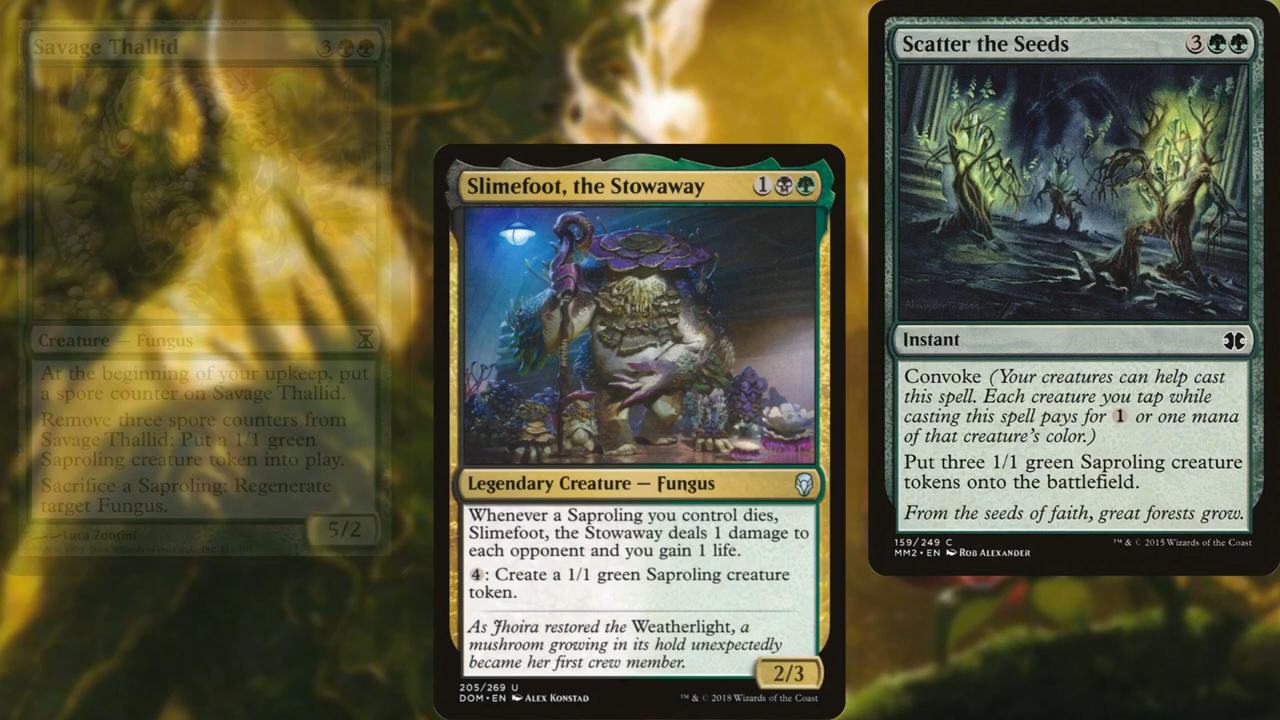 Savage Thallid 3
Creature — Fungus
At the beginning of your upkeep, put
a spore counter on Savage Thallid.
Remove three spore counters from
Savage Thallid: Put a 1/1 green
Saproling creature token into play.
Sacrifice a Saproling: Regenerate
target Fungus.
Luca Zontini
5/2
Slimefoot, the Stowaway 1
Legendary Creature — Fungus
Whenever a Saproling you control dies,
Slimefoot, the Stowaway deals 1 damage to
each opponent and you gain 1 life.
4: Create a 1/1 green Saproling creature
token.
As Jhoira restored the Weatherlight, a
mushroom growing in its hold unexpectedly
became her first crew member.
2/3
205/269 U
DOM • EN ALEX KONSTAD
™ & © 2018 Wizards of the Coast
Scatter the Seeds 3
Instant
Convoke (Your creatures can help cast
this spell. Each creature you tap while
casting this spell pays for 1 or one mana
of that creature's color.)
Put three 1/1 green Saproling creature
tokens onto the battlefield.
From the seeds of faith, great forests grow.
159/249 C
MM2 • EN ROB ALEXANDER
™ & © 2015 Wizards of the Coast